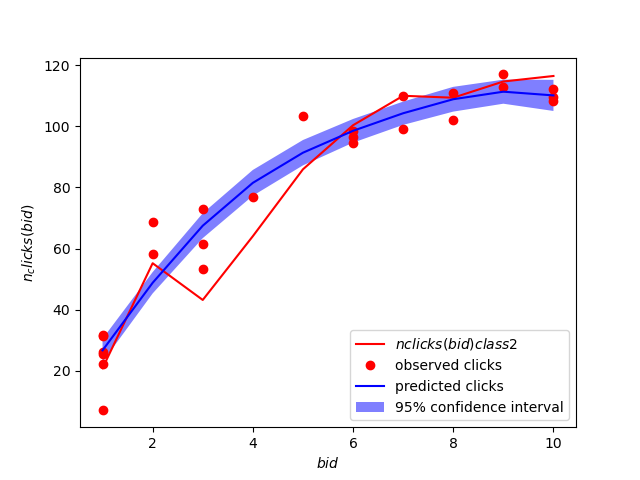 120
100
80
60
40
20
n_clicks(bid)
nclicks(bid)class2
observed clicks
predicted clicks
95% confidence interval
2 4 6 8 10
bid